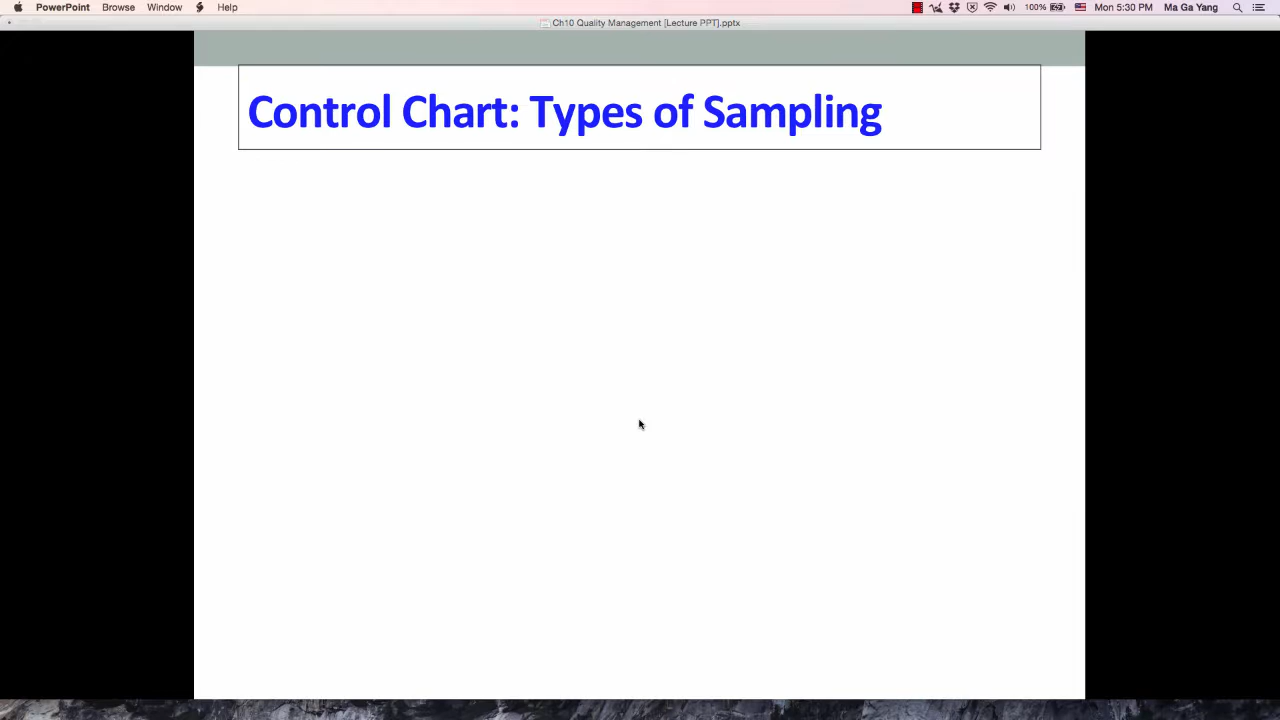 PowerPoint Browse Window Help 100% Mon 5:30 PM Ma Ga Yang
Ch10 Quality Management [Lecture PPT].pptx
Control Chart: Types of Sampling